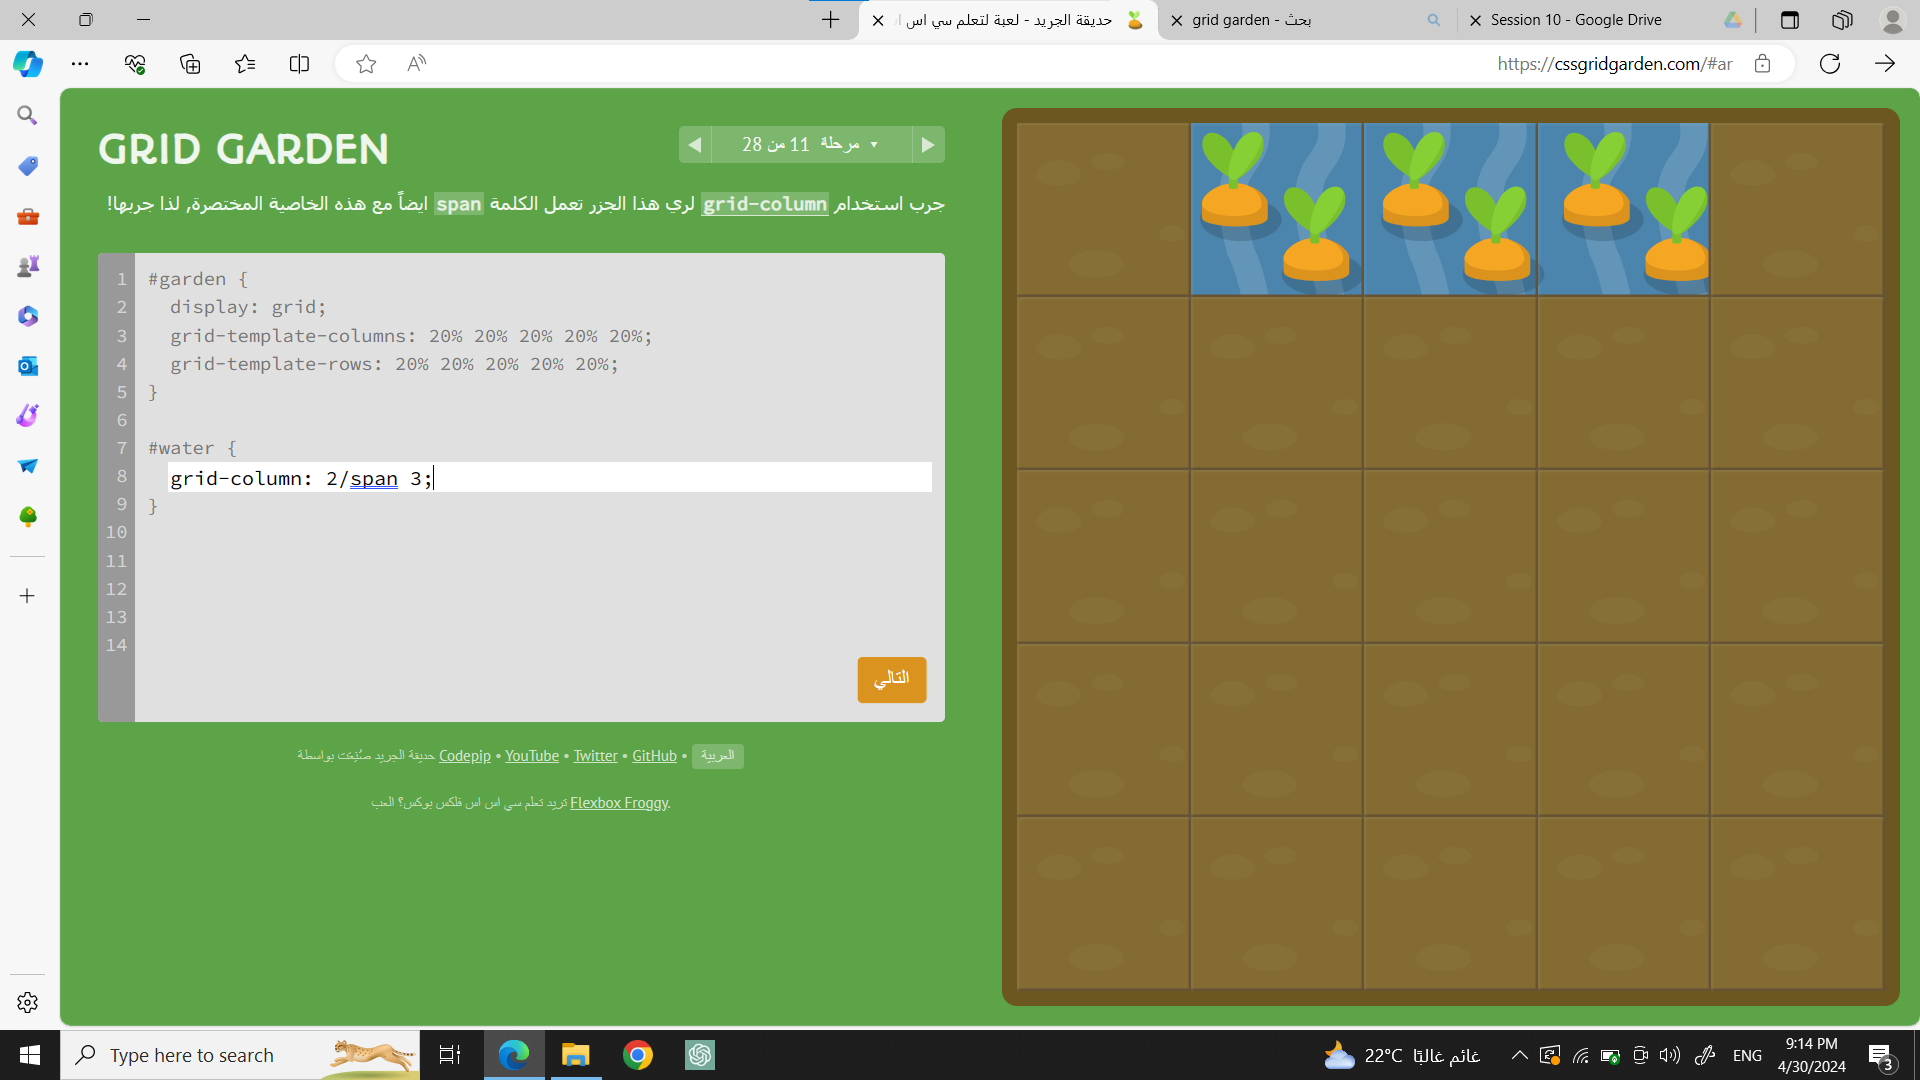 حديقة الجريد - لعبة لتعلم سي اس ا
grid garden - بحث
Session 10 - Google Drive
https://cssgridgarden.com/#ar
GRID GARDEN
مرحلة 11 من 28
جرب استخدام grid-column لري هذا الجزر تعمل الكلمة span ايضاً مع هذه الخاصية المختصرة, لذا جربها!
1 #garden {
2 display: grid;
3 grid-template-columns: 20% 20% 20% 20% 20%;
4 grid-template-rows: 20% 20% 20% 20% 20%;
5 }
6
7 #water {
8 grid-column: 2/span 3;
9 }
10
11
12
13
14
التالي
حديقة الجريد صُنِعَت بواسطة Codepip • YouTube • Twitter • GitHub • العربية
تريد تعلم سي اس اس فلكس بوكس؟ العب Flexbox Froggy.
Type here to search
22°C غائم غالبًا
ENG
9:14 PM
4/30/2024
3